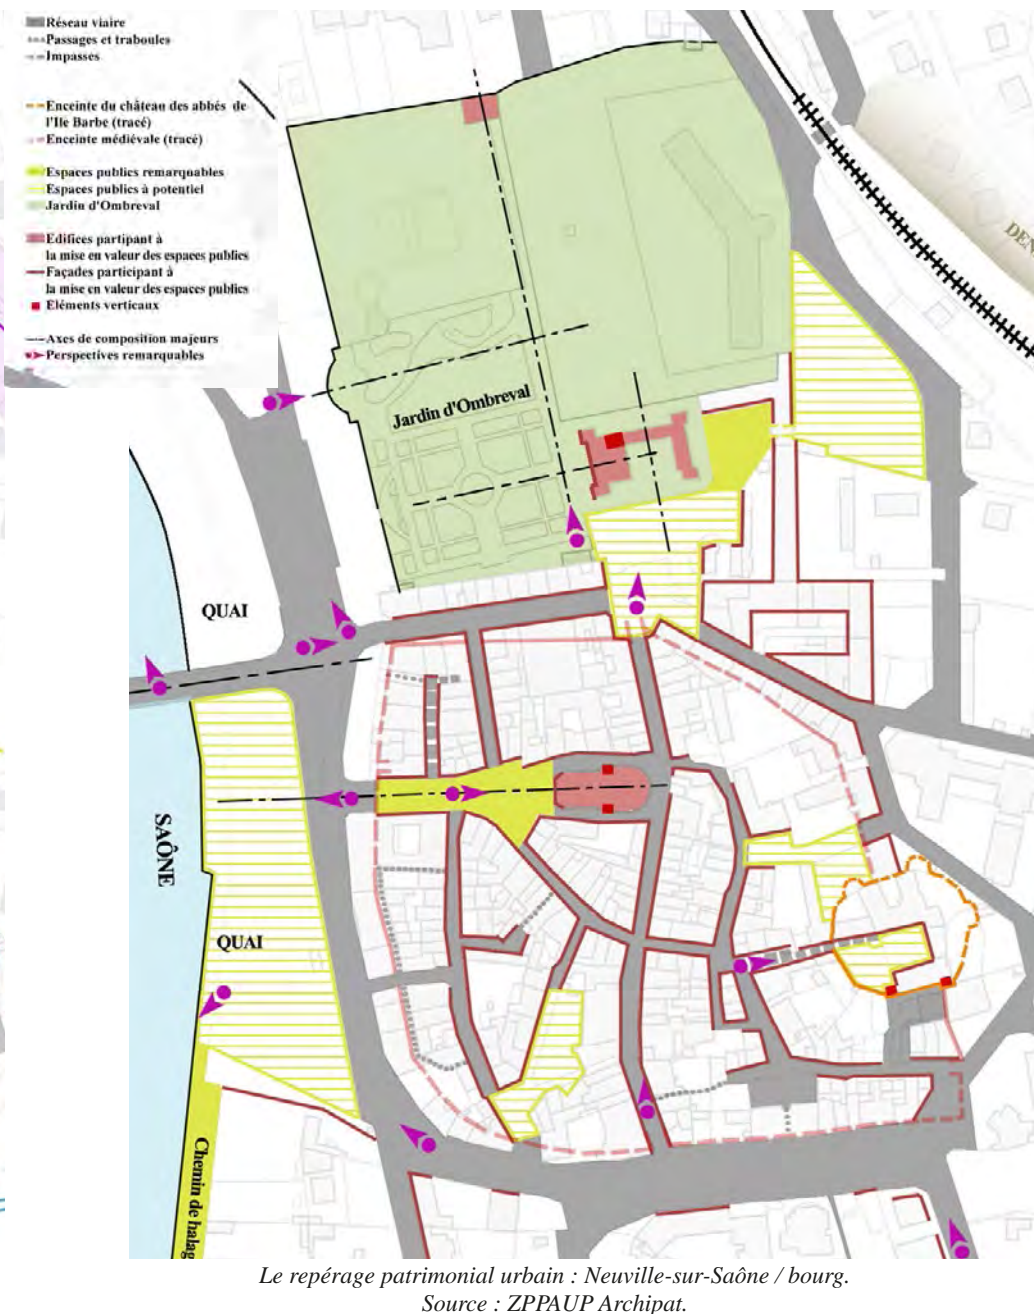 Réseau viaire
Passages et traboules
Impasses
Enceinte du château des abbés de
l'Ile Barbe (tracé)
Enceinte médiévale (tracé)
Espaces publics remarquables
Espaces publics à potentiel
Jardin d'Ombreval
Edifices partipant à
la mise en valeur des espaces publics
Façades participant à
la mise en valeur des espaces publics
Eléments verticaux
Axes de composition majeurs
Perspectives remarquables
DEN
Jardin d'Ombreval
QUAI
SAÔNE
QUAI
Chemin de halag
Le repérage patrimonial urbain : Neuville-sur-Saône / bourg.
Source : ZPPAUP Archipat.